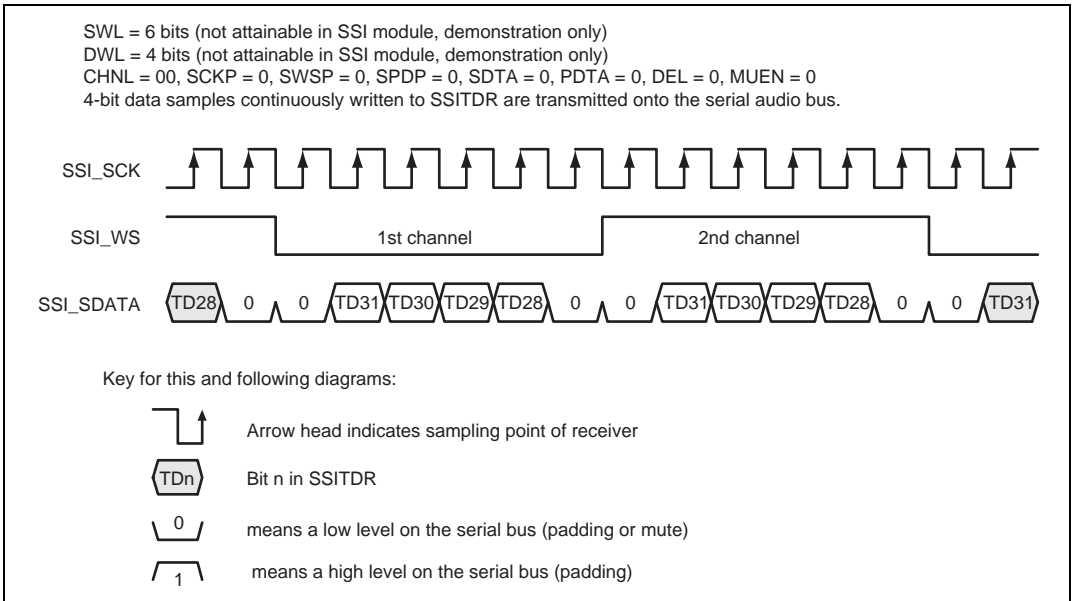 SWL = 6 bits (not attainable in SSI module, demonstration only)
DWL = 4 bits (not attainable in SSI module, demonstration only)
CHNL = 00, SCKP = 0, SWSP = 0, SPDP = 0, SDTA = 0, PDTA = 0, DEL = 0, MUEN = 0
4-bit data samples continuously written to SSITDR are transmitted onto the serial audio bus.
SSI_SCK
SSI_WS 1st channel 2nd channel
SSI_SDATA TD28 0 0 TD31 TD30 TD29 TD28 0 0 TD31 TD30 TD29 TD28 0 0 TD31
Key for this and following diagrams:
Arrow head indicates sampling point of receiver
TDn Bit n in SSITDR
0 means a low level on the serial bus (padding or mute)
1 means a high level on the serial bus (padding)